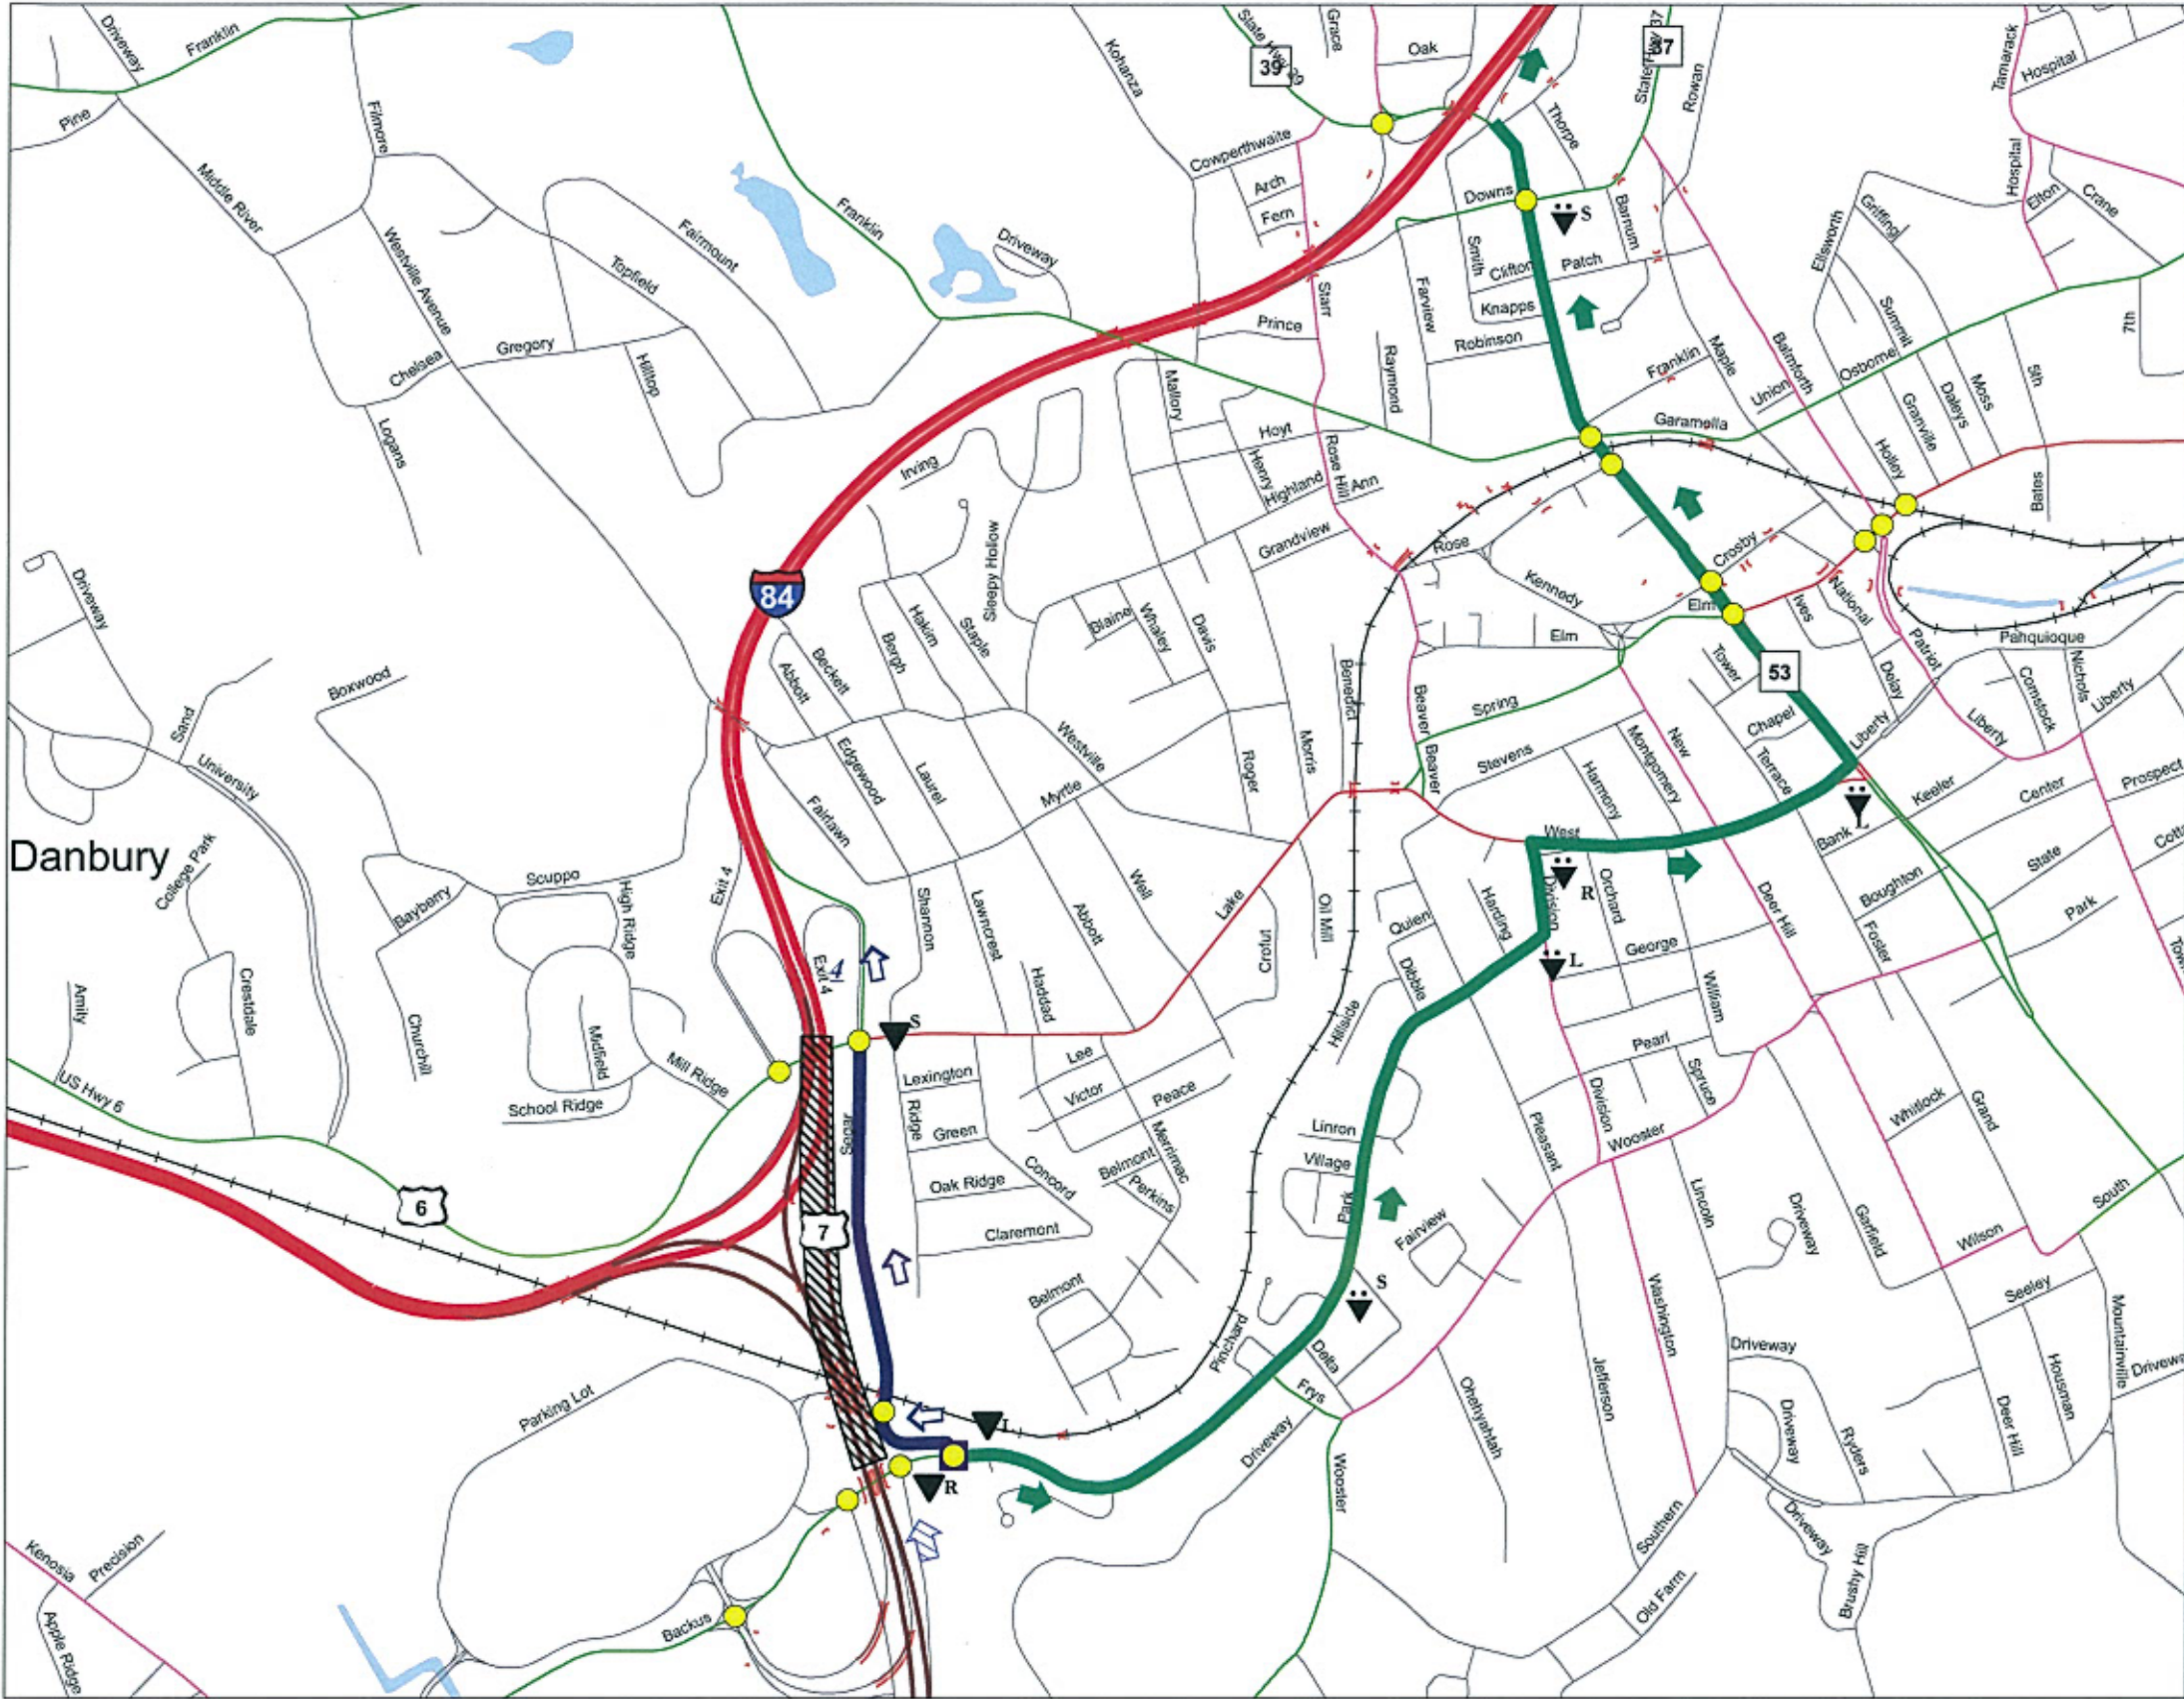 Driveway
Franklin
Pine
Filmore
Middle River
Westville Avenue
Fairmount
Topfield
Franklin
Driveway
Kohanza
State Hwy 39
39
Grace
Oak
37
State Hwy 37
Rowan
Tamarack
Hospital
Hospital
Cowperthwaite
Arch
Fern
Thorpe
Downs
S
Barnum
Smith
Clifton
Patch
Knapps
Farview
Robinson
Starr
Prince
Raymond
Ellsworth
Griffing
Elton
Crane
7th
Summit
Osborne
Balmforth
Maple
Franklin
Union
Garamella
Holley
Granville
Daleys
Moss
5th
Bates
Chelsea
Gregory
Hilltop
Logans
Mallory
Hoyt
Henry
Highland
Rose Hill
Ann
Grandview
Irving
Sleepy Hollow
84
Rose
Kennedy
Crosby
Elm
Elm
National
Ives
Patriot
Pahquioque
Nichols
Comstock
Liberty
Liberty
Liberty
Delay
53
Tower
Chapel
Terrace
Driveway
Boxwood
Sand
University
Danbury
College Park
Abbott
Beckett
Bergh
Hakim
Staple
Blaine
Whaley
Davis
Benedict
Morris
Roger
Beaver
Beaver
Spring
Stevens
New
Montgomery
Harmony
Westville
Myrtle
Edgewood
Laurel
Fairlawn
West
L
Bank
Keeler
Center
Prospect
State
Boughton
Park
Foster
Deer Hill
R
Division
Orchard
George
L
Harding
Quien
Dibble
Hillside
William
Oil Mill
Crofut
Lake
Well
Abbott
Lawncrest
Shannon
Haddad
Exit 4
Exit 4
4
Scuppo
Bayberry
High Ridge
Churchill
Midfield
Mill Ridge
School Ridge
Crestdale
Amity
US Hwy 6
6
7
S
Segar
Lexington
Ridge
Green
Oak Ridge
Claremont
Concord
Lee
Victor
Peace
Merrimac
Belmont
Perkins
Belmont
Linron
Village
Park
Pearl
Spruce
Division
Pleasant
Wooster
Whitlock
Grand
South
Lincoln
Driveway
Garfield
Wilson
Seeley
Mountainville
Driveway
Housman
Deer Hill
Washington
Jefferson
Fairview
S
Pinchard
Delta
Frys
Driveway
Wooster
Ohehyahtah
Driveway
Ryders
Southern
Driveway
Brushy Hill
Old Farm
L
R
Parking Lot
Backus
Kenosia
Precision
Apple Ridge